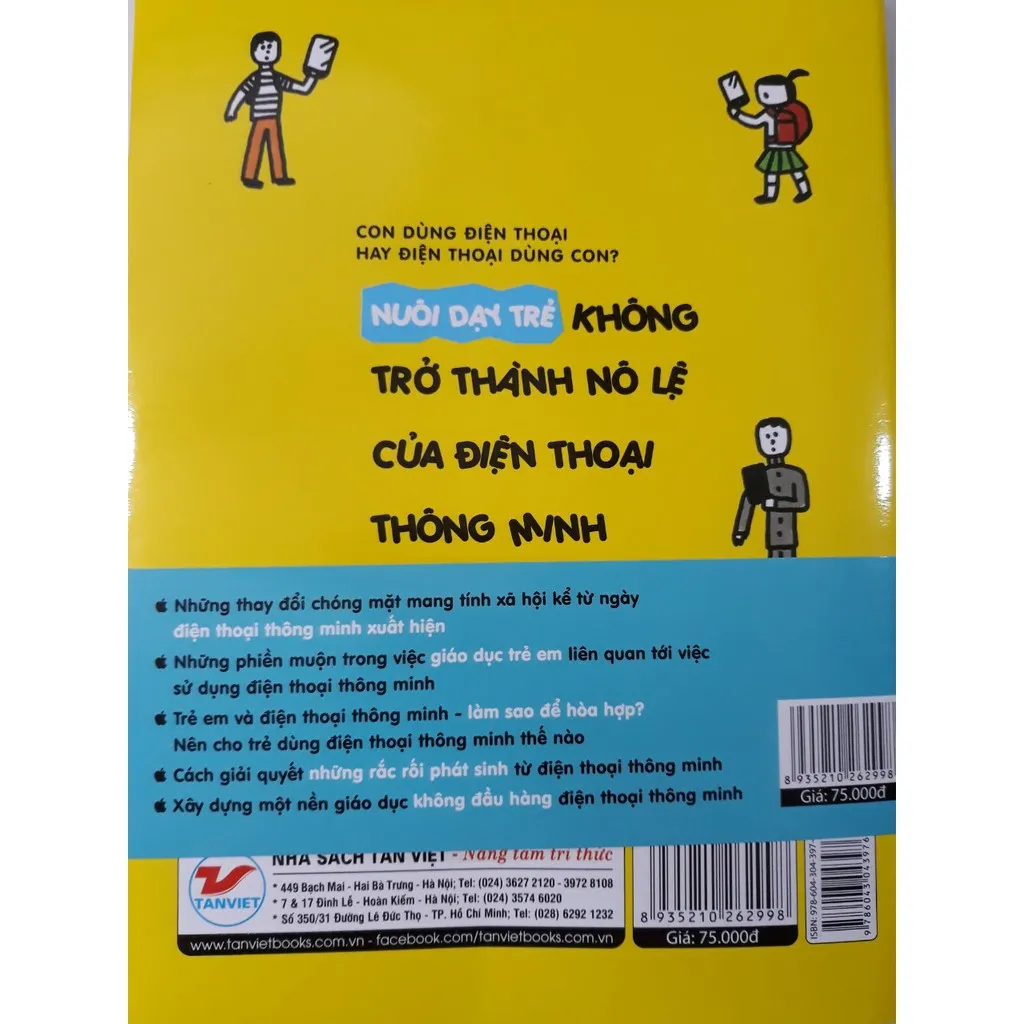 CON DÙNG ĐIỆN THOẠI
HAY ĐIỆN THOẠI DÙNG CON?
NUÔI DẠY TRẺ KHÔNG
TRỞ THÀNH NÔ LỆ
CỦA ĐIỆN THOẠI
THÔNG MINH
Những thay đổi chóng mặt mang tính xã hội kể từ ngày
điện thoại thông minh xuất hiện
Những phiền muộn trong việc giáo dục trẻ em liên quan tới việc
sử dụng điện thoại thông minh
Trẻ em và điện thoại thông minh - làm sao để hòa hợp?
Nên cho trẻ dùng điện thoại thông minh thế nào
Cách giải quyết những rắc rối phát sinh từ điện thoại thông minh
Xây dựng một nền giáo dục không đầu hàng điện thoại thông minh
8 935210 262998
Giá: 75.000đ
NHÀ SÁCH TÂN VIỆT - Nâng tầm tri thức
TANVIET
* 449 Bạch Mai - Hai Bà Trưng - Hà Nội; Tel: (024) 3627 2120 - 3972 8108
* 7 & 17 Đinh Lễ - Hoàn Kiếm - Hà Nội; Tel: (024) 3574 6020
* Số 350/31 Đường Lê Đức Thọ - TP. Hồ Chí Minh; Tel: (028) 6292 1232
www.tanvietbooks.com.vn - facebook.com/tanvietbooks.com.vn
8 935210 262998
Giá: 75.000đ
ISBN: 978-604-304-397
9 786043 043976